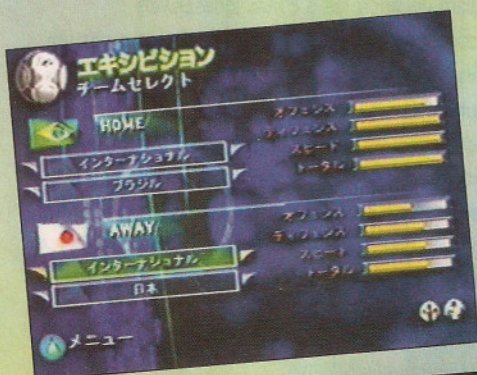 エキシビション
チームセレクト
HOME
オフェンス
ディフェンス
インターナショナル
スピード
ブラジル
トータル
AWAY
オフェンス
ディフェンス
インターナショナル
スピード
日本
トータル
メニュー